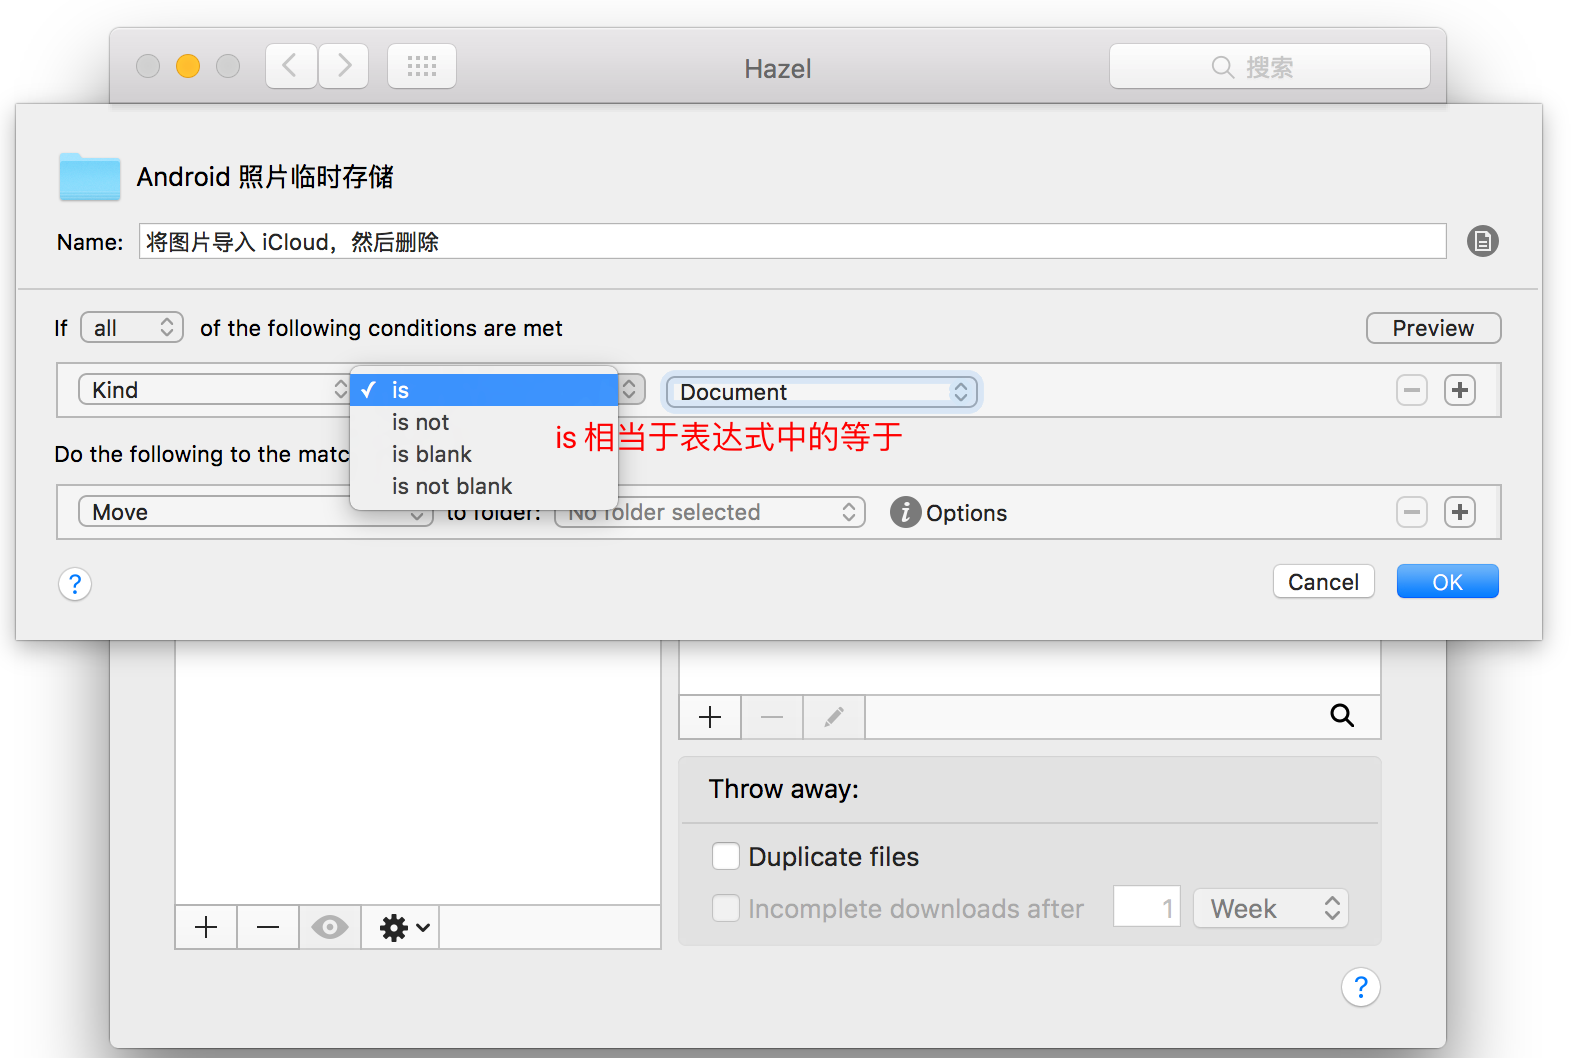 Hazel
搜索
Android 照片临时存储
Name: 将图片导入 iCloud，然后删除
If all of the following conditions are met Preview
Kind is Document
is not
is 相当于表达式中的等于
is blank
Do the following to the matc
is not blank
Move to folder: No folder selected Options
? Cancel OK
Throw away:
Duplicate files
Incomplete downloads after 1 Week
?